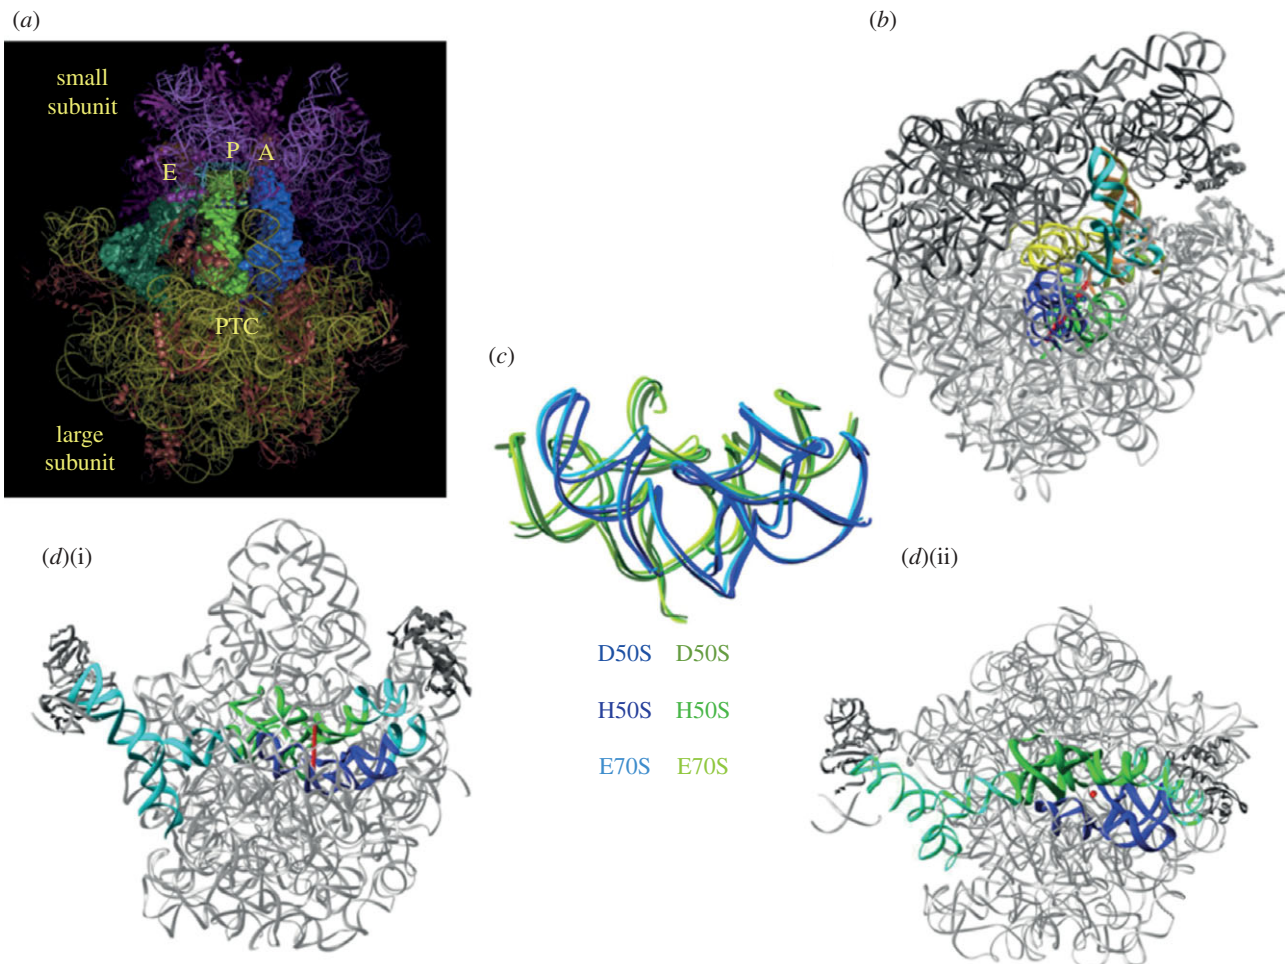 (a)
small
subunit
E
P
A
PTC
large
subunit
(b)
(c)
D50S D50S
H50S H50S
E70S E70S
(d)(i)
(d)(ii)